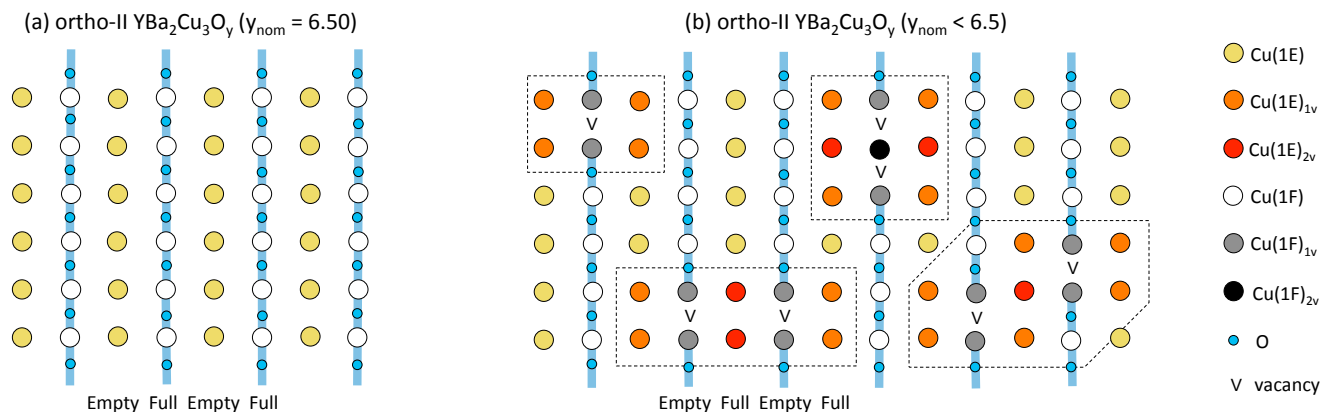 (a) ortho-II YBa₂Cu₃Oy (ynom = 6.50)
(b) ortho-II YBa₂Cu₃Oy (ynom < 6.5)
V
V
V
V
V
V
V
Empty Full Empty Full
Empty Full Empty Full
Cu(1E)
Cu(1E)1v
Cu(1E)2v
Cu(1F)
Cu(1F)1v
Cu(1F)2v
O
V vacancy